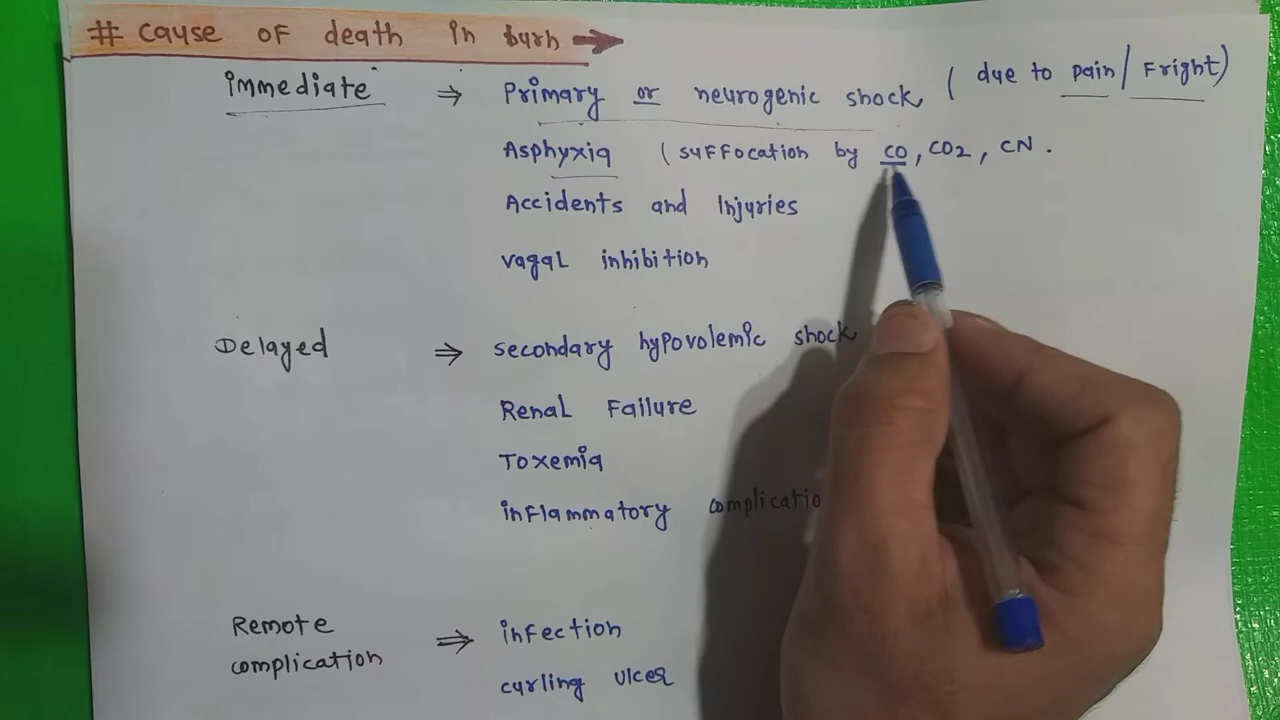 # cause of death in burn →
immediate ⇒ Primary or neurogenic shock ( due to pain / Fright)
Asphyxia ( suffocation by CO, CO2, CN.
Accidents and Injuries
vagal inhibition
Delayed ⇒ secondary hypovolemic shock
Renal Failure
Toxemia
inflammatory complicatio
Remote complication ⇒ infection
curling ulcer